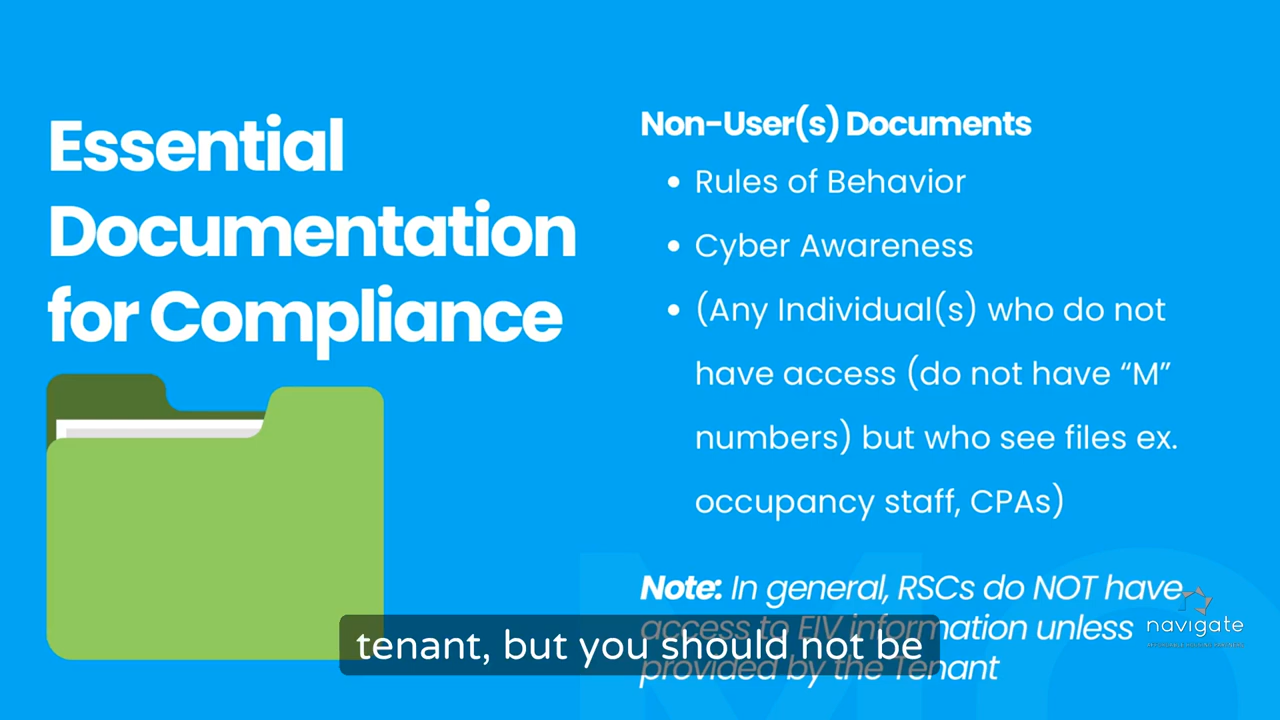 Essential
Documentation
for Compliance
Non-User(s) Documents
• Rules of Behavior
• Cyber Awareness
• (Any Individual(s) who do not
have access (do not have “M”
numbers) but who see files ex.
occupancy staff, CPAs)
Note: In general, RSCs do NOT have
access to EIV information unless
provided by the Tenant
tenant, but you should not be
navigate